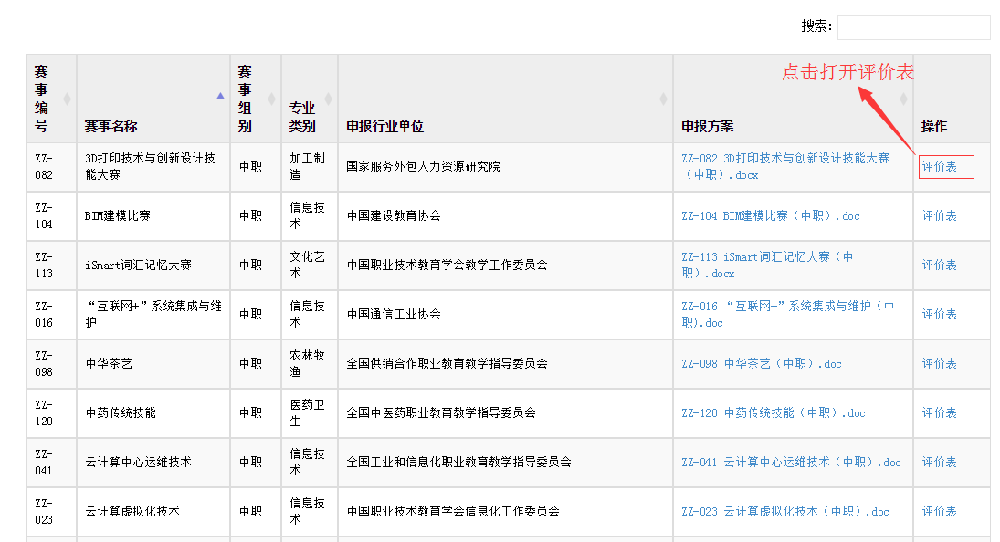 搜索:
点击打开评价表
赛
事
编
号
赛事名称
赛
事
组
别
专业
类别
申报行业单位
申报方案
操作
ZZ-
082
3D打印技术与创新设计技
能大赛
中职
加工制
造
国家服务外包人力资源研究院
ZZ-082 3D打印技术与创新设计技能大赛
（中职）.docx
评价表
ZZ-
104
BIM建模比赛
中职
信息技
术
中国建设教育协会
ZZ-104 BIM建模比赛（中职）.doc
评价表
ZZ-
113
iSmart词汇记忆大赛
中职
文化艺
术
中国职业技术教育学会教学工作委员会
ZZ-113 iSmart词汇记忆大赛（中
职）.docx
评价表
ZZ-
016
“互联网+”系统集成与维
护
中职
信息技
术
中国通信工业协会
ZZ-016 “互联网+”系统集成与维护（中
职).doc
评价表
ZZ-
098
中华茶艺
中职
农林牧
渔
全国供销合作职业教育教学指导委员会
ZZ-098 中华茶艺（中职）.doc
评价表
ZZ-
120
中药传统技能
中职
医药卫
生
全国中医药职业教育教学指导委员会
ZZ-120 中药传统技能（中职）.doc
评价表
ZZ-
041
云计算中心运维技术
中职
信息技
术
全国工业和信息化职业教育教学指导委员会
ZZ-041 云计算中心运维技术（中职）.doc
评价表
ZZ-
023
云计算虚拟化技术
中职
信息技
术
中国职业技术教育学会信息化工作委员会
ZZ-023 云计算虚拟化技术（中职）.doc
评价表